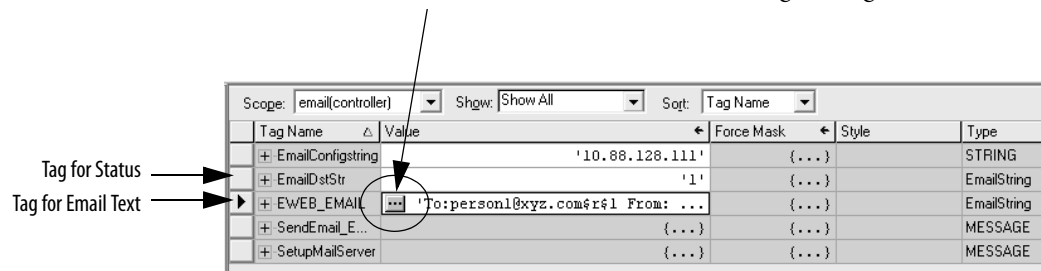 Scope: email(controller) Show: Show All Sort: Tag Name
Tag Name Value Force Mask Style Type
EmailConfigstring '10.88.128.111' {...} STRING
Tag for Status
EmailDstStr '1' {...} EmailString
Tag for Email Text
EWEB_EMAIL ... 'To:person1@xyz.com$r$l From: ... {...} EmailString
SendEmail_E... {...} {...} MESSAGE
SetupMailServer {...} {...} MESSAGE